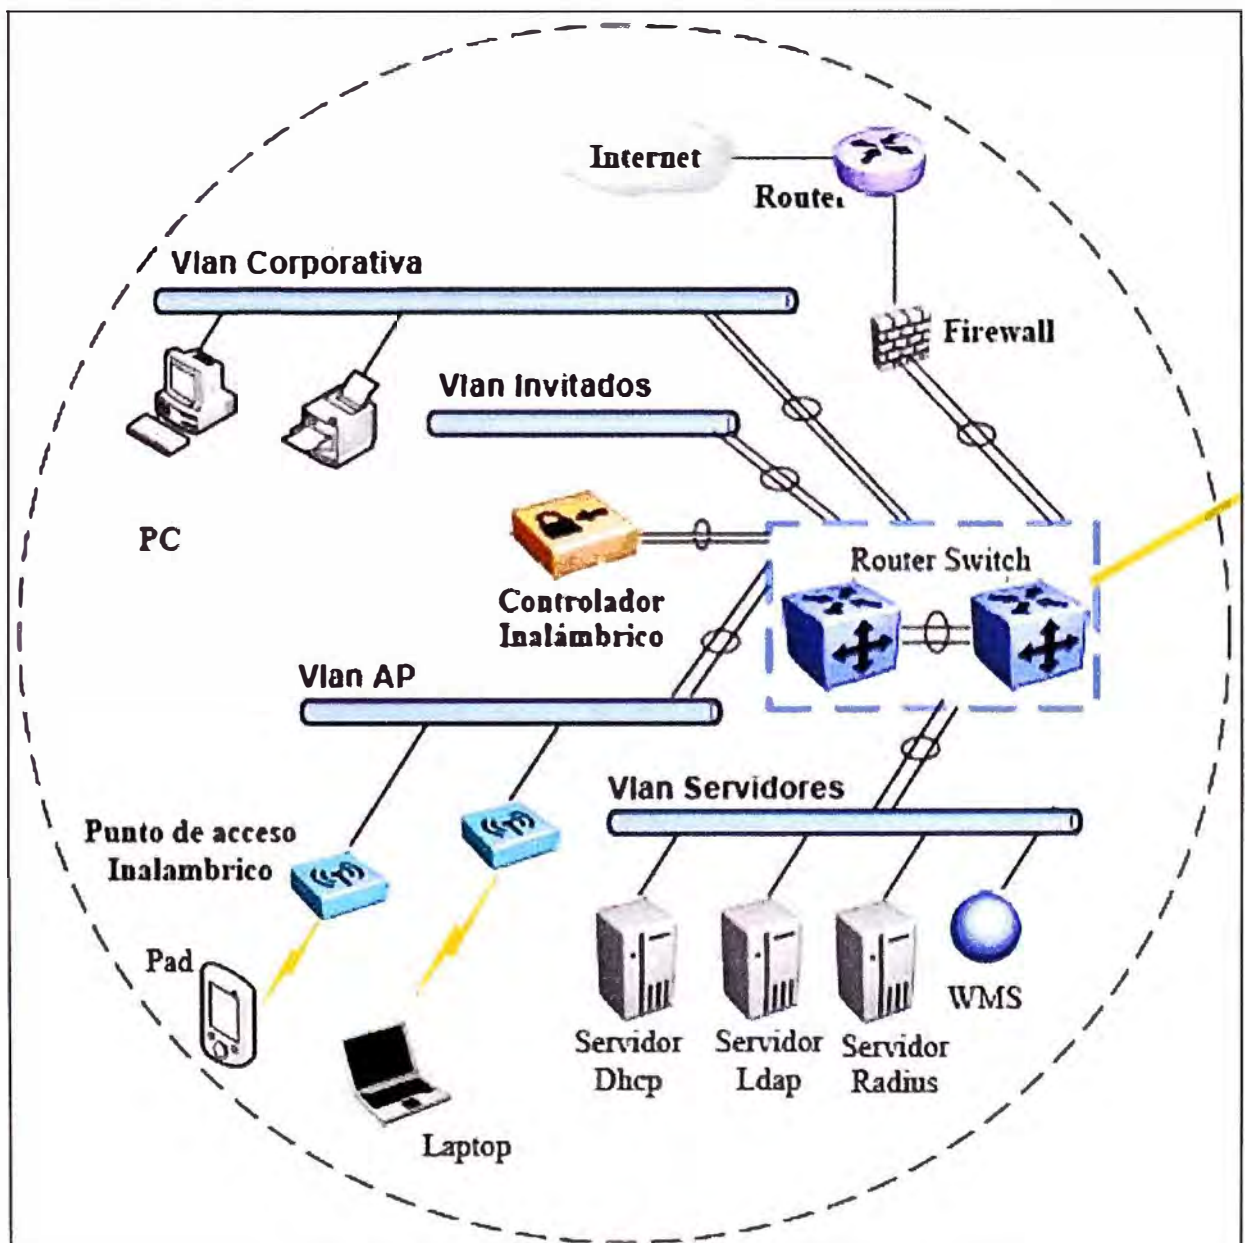 Internet
Router
Vlan Corporativa
Firewall
Vlan Invitados
PC
Router Switch
Controlador
Inalámbrico
Vlan AP
Vlan Servidores
Punto de acceso
Inalambrico
Pad
WMS
Servidor
Dhcp
Servidor
Ldap
Servidor
Radius
Laptop